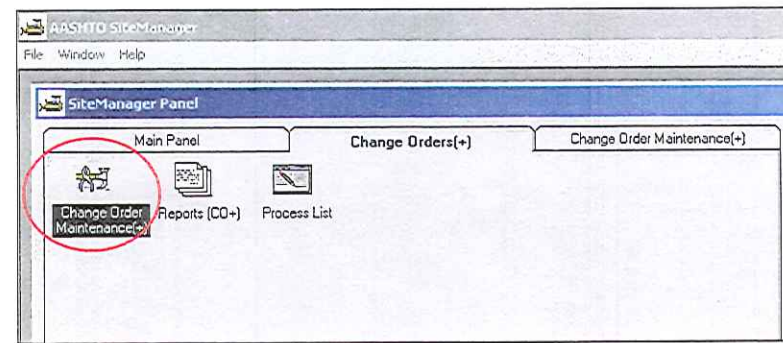 AASHTO SiteManager
File Window Help
SiteManager Panel
Main Panel Change Orders(+) Change Order Maintenance(+)
Change Order Reports (CO+) Process List
Maintenance(+)